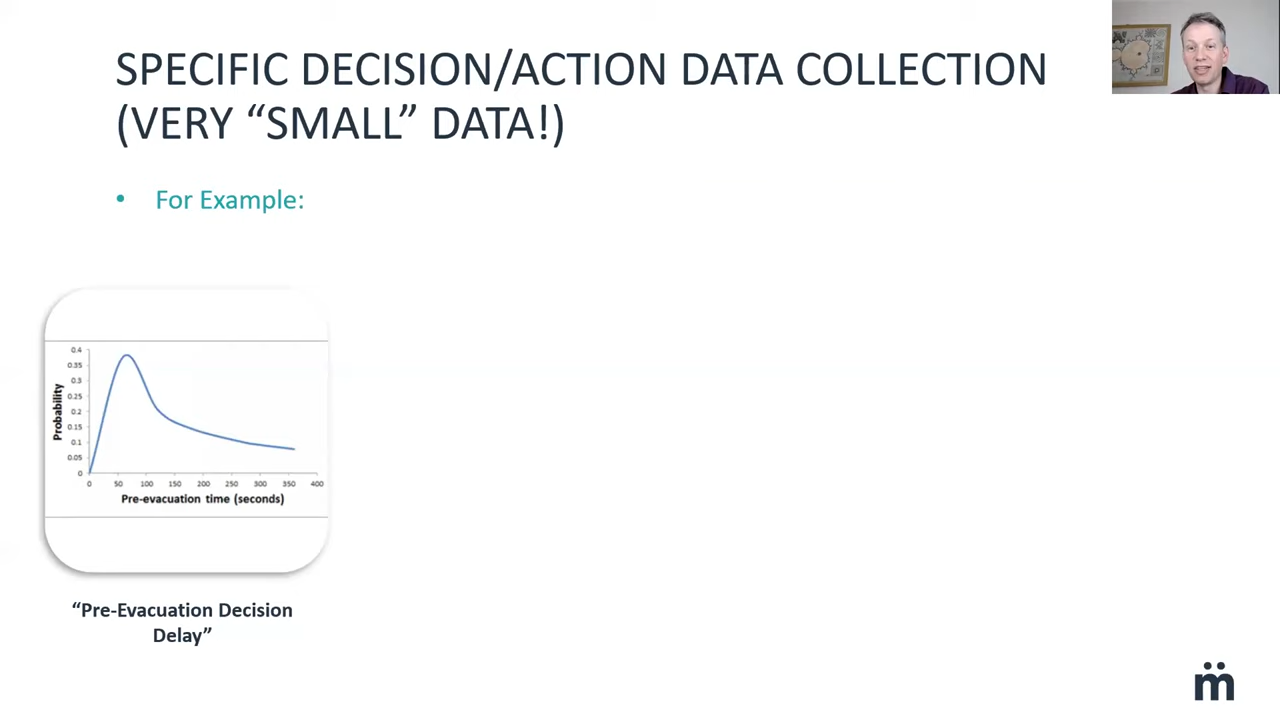 SPECIFIC DECISION/ACTION DATA COLLECTION
(VERY “SMALL” DATA!)
• For Example:
0.4
0.35
0.3
0.25
0.2
0.15
0.1
0.05
0
Probability
0 50 100 150 200 250 300 350 400
Pre-evacuation time (seconds)
“Pre-Evacuation Decision
Delay”
m̈